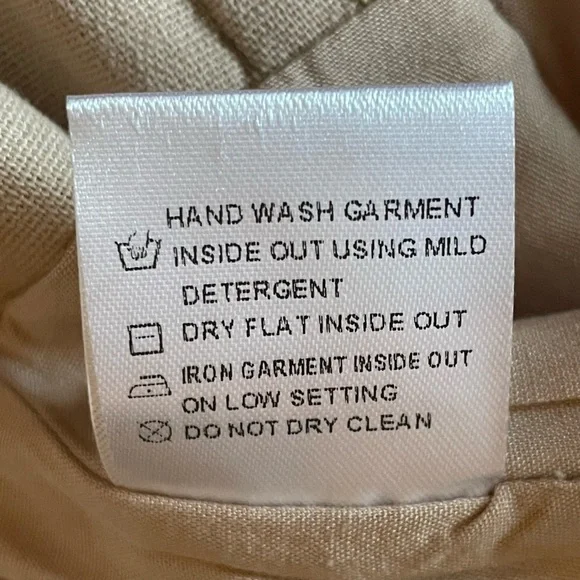 HAND WASH GARMENT
INSIDE OUT USING MILD
DETERGENT
DRY FLAT INSIDE OUT
IRON GARMENT INSIDE OUT
ON LOW SETTING
DO NOT DRY CLEAN